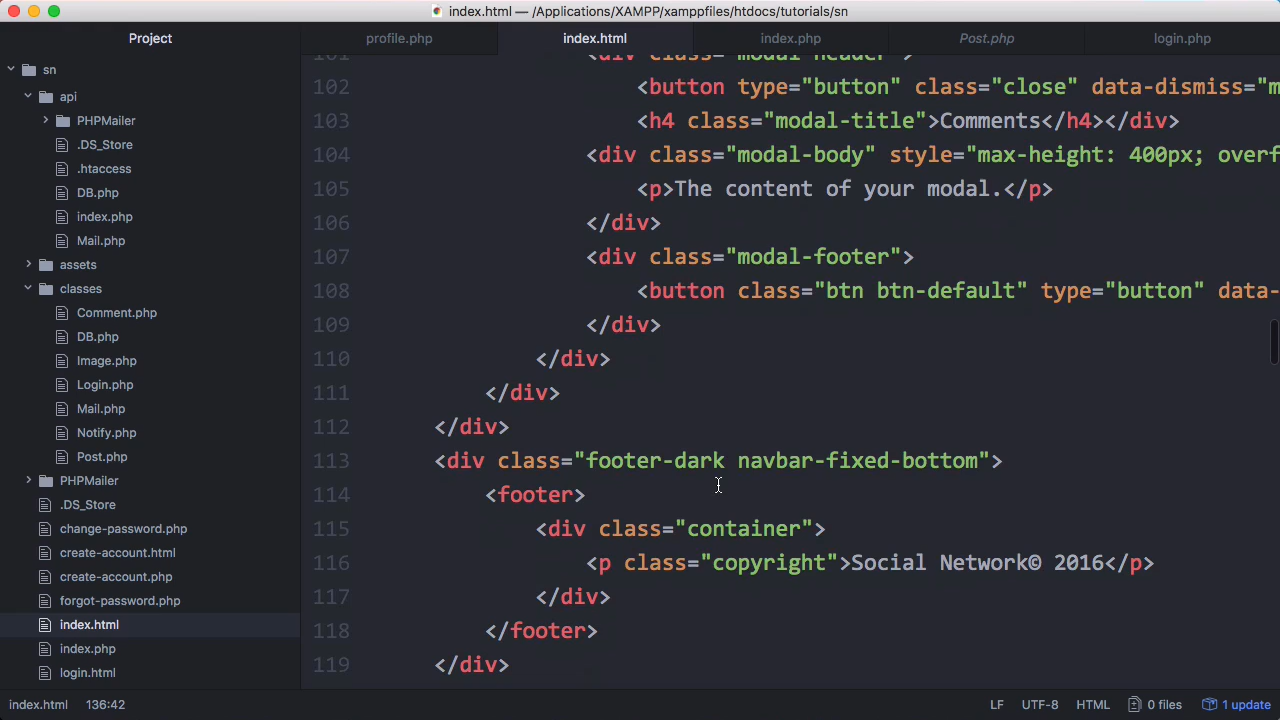 index.html — /Applications/XAMPP/xamppfiles/htdocs/tutorials/sn
Project
profile.php
index.html
index.php
Post.php
login.php
sn
api
PHPMailer
.DS_Store
.htaccess
DB.php
index.php
Mail.php
assets
classes
Comment.php
DB.php
Image.php
Login.php
Mail.php
Notify.php
Post.php
PHPMailer
.DS_Store
change-password.php
create-account.html
create-account.php
forgot-password.php
index.html
index.php
login.html
101 <div class="modal-header">
102 <button type="button" class="close" data-dismiss="m
103 <h4 class="modal-title">Comments</h4></div>
104 <div class="modal-body" style="max-height: 400px; overf
105 <p>The content of your modal.</p>
106 </div>
107 <div class="modal-footer">
108 <button class="btn btn-default" type="button" data-
109 </div>
110 </div>
111 </div>
112 </div>
113 <div class="footer-dark navbar-fixed-bottom">
114 <footer>
115 <div class="container">
116 <p class="copyright">Social Network© 2016</p>
117 </div>
118 </footer>
119 </div>
index.html 136:42 LF UTF-8 HTML 0 files 1 update